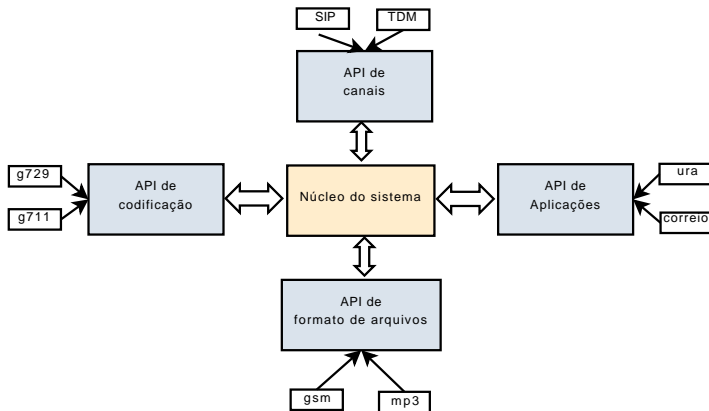 SIP
TDM
API de
canais
g729
g711
API de
codificação
Núcleo do sistema
API de
Aplicações
ura
correio
API de
formato de arquivos
gsm
mp3